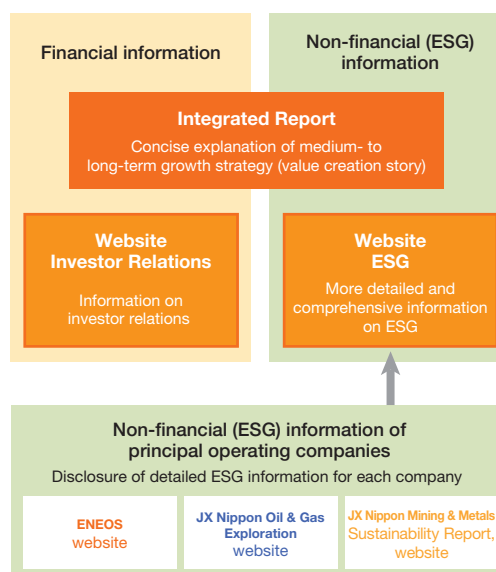 Financial information
Non-financial (ESG)
information
Integrated Report
Concise explanation of medium- to
long-term growth strategy (value creation story)
Website
Investor Relations
Information on
investor relations
Website
ESG
More detailed and
comprehensive information
on ESG
Non-financial (ESG) information of
principal operating companies
Disclosure of detailed ESG information for each company
ENEOS
website
JX Nippon Oil & Gas
Exploration
website
JX Nippon Mining & Metals
Sustainability Report,
website